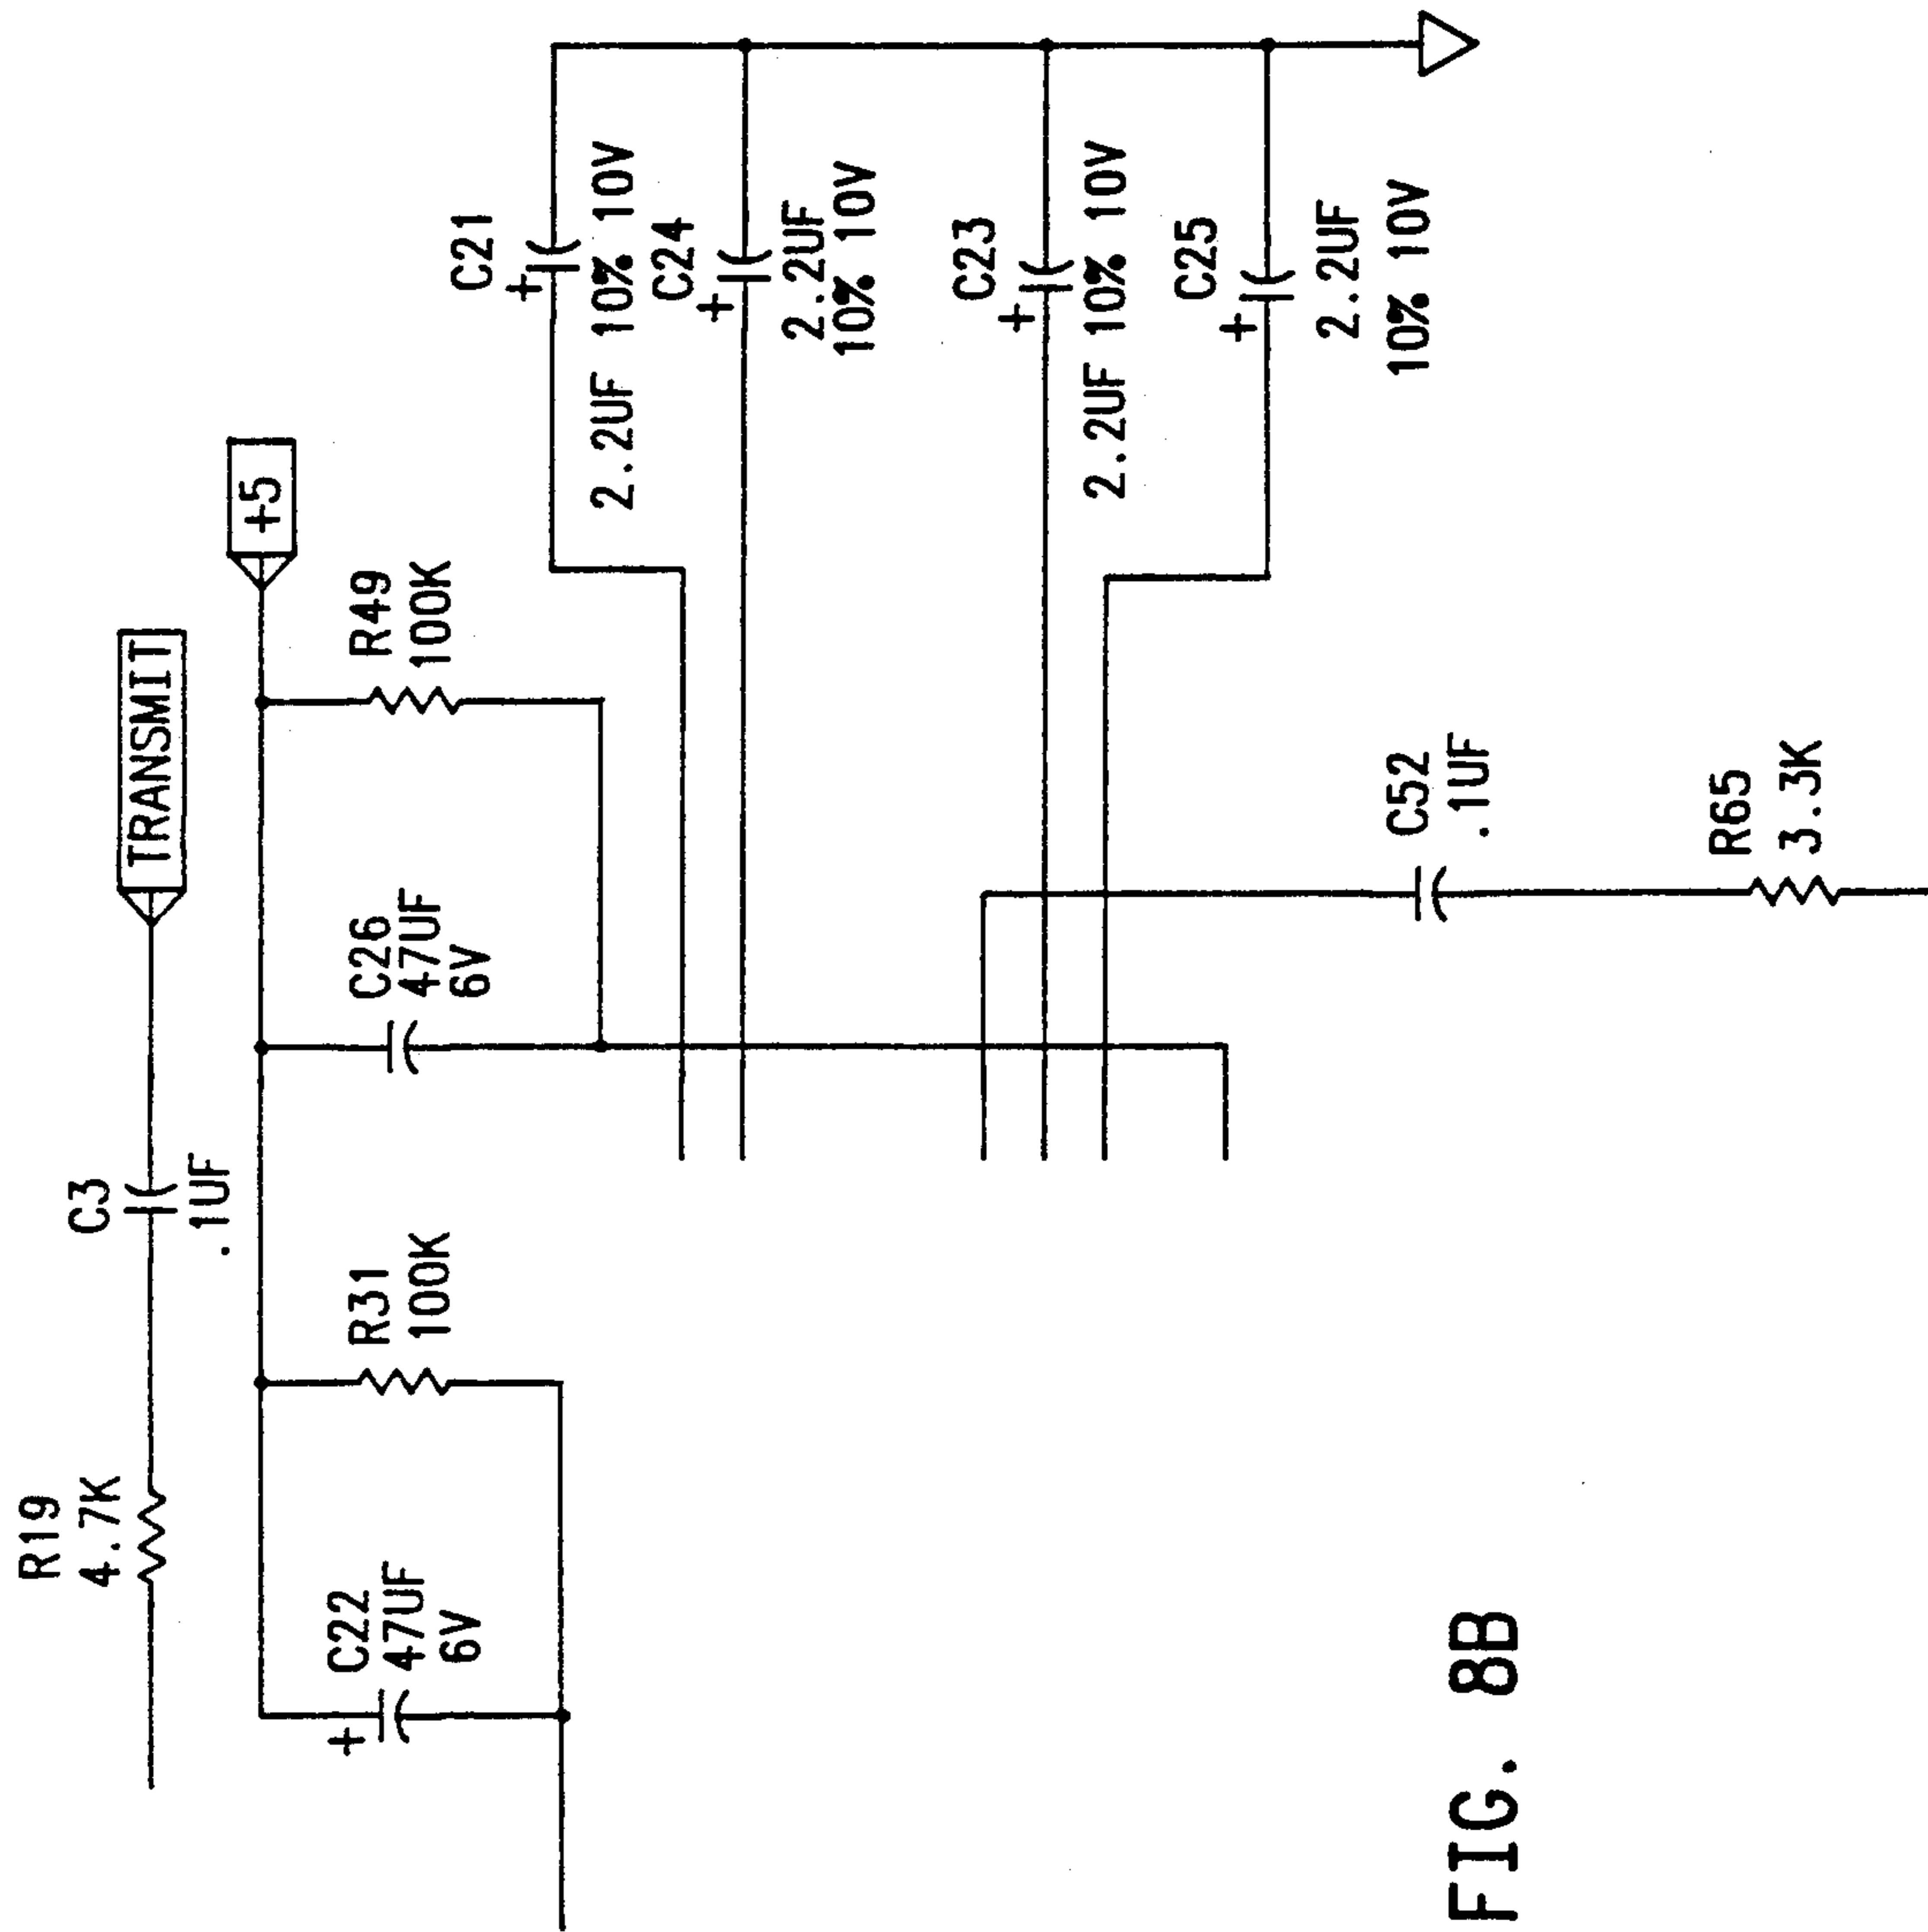 R19
4.7K
C3
.1UF
TRANSMIT
+5
C22
47UF
6V
+
R31
100K
C26
47UF
6V
R49
100K
C21
+
2.2UF 10% 10V
C24
+
2.2UF
10% 10V
C23
+
2.2UF 10% 10V
C25
+
2.2UF
10% 10V
C52
.1UF
R65
3.3K
FIG. 8B